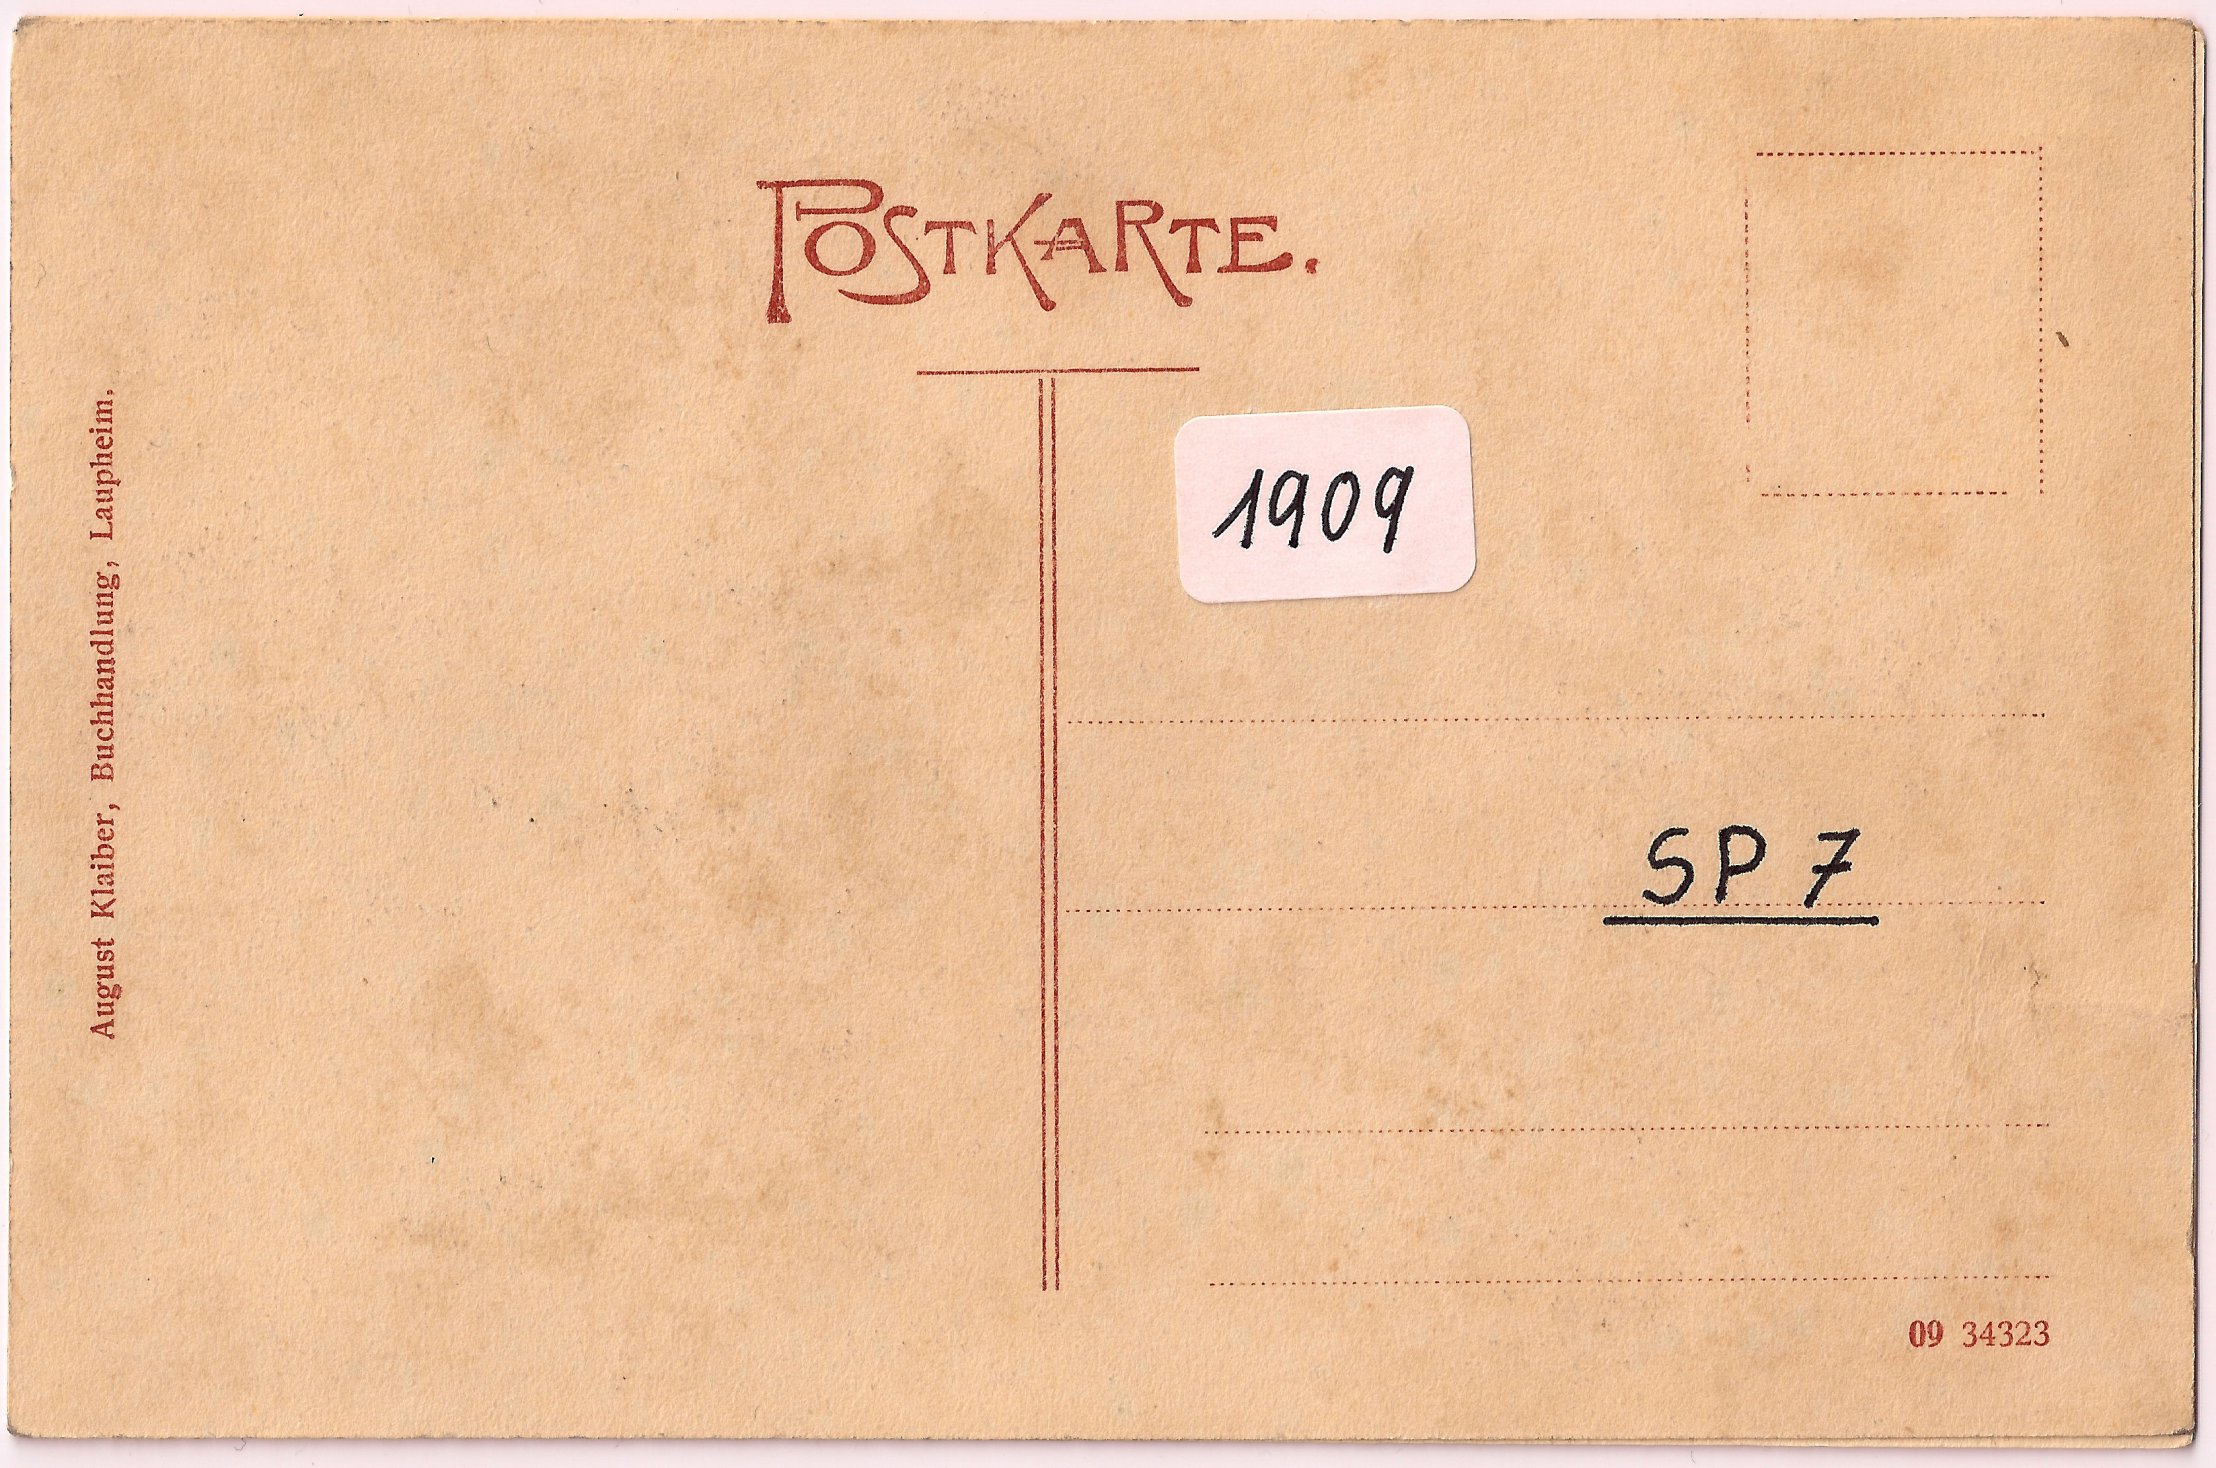 POSTKARTE.
August Klaiber, Buchhandlung, Laupheim.
1909
SP 7
09 34323